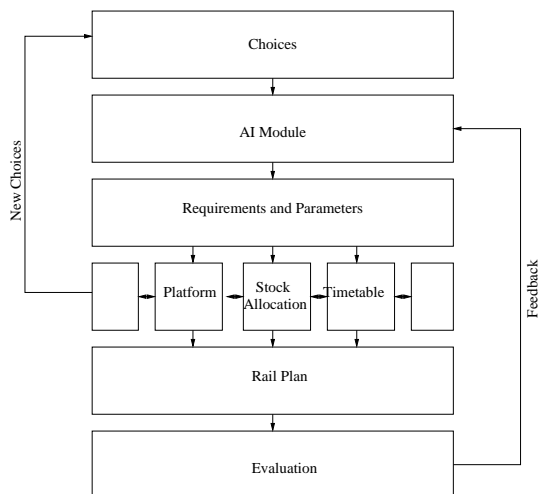 Choices
AI Module
New Choices
Requirements and Parameters
Platform
Stock
Allocation
Timetable
Feedback
Rail Plan
Evaluation